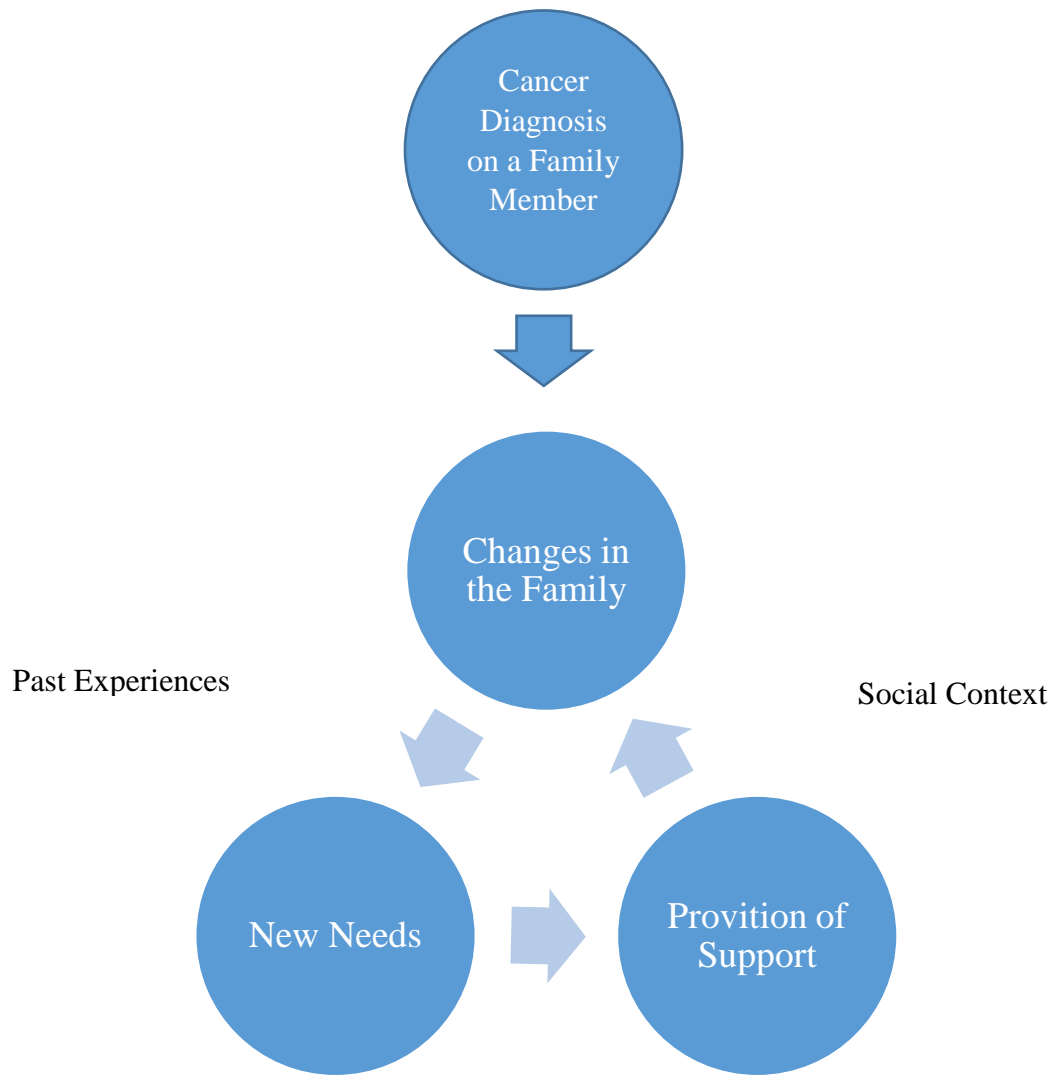 Cancer
Diagnosis
on a Family
Member
Changes in
the Family
Past Experiences
Social Context
New Needs
Provition of
Support